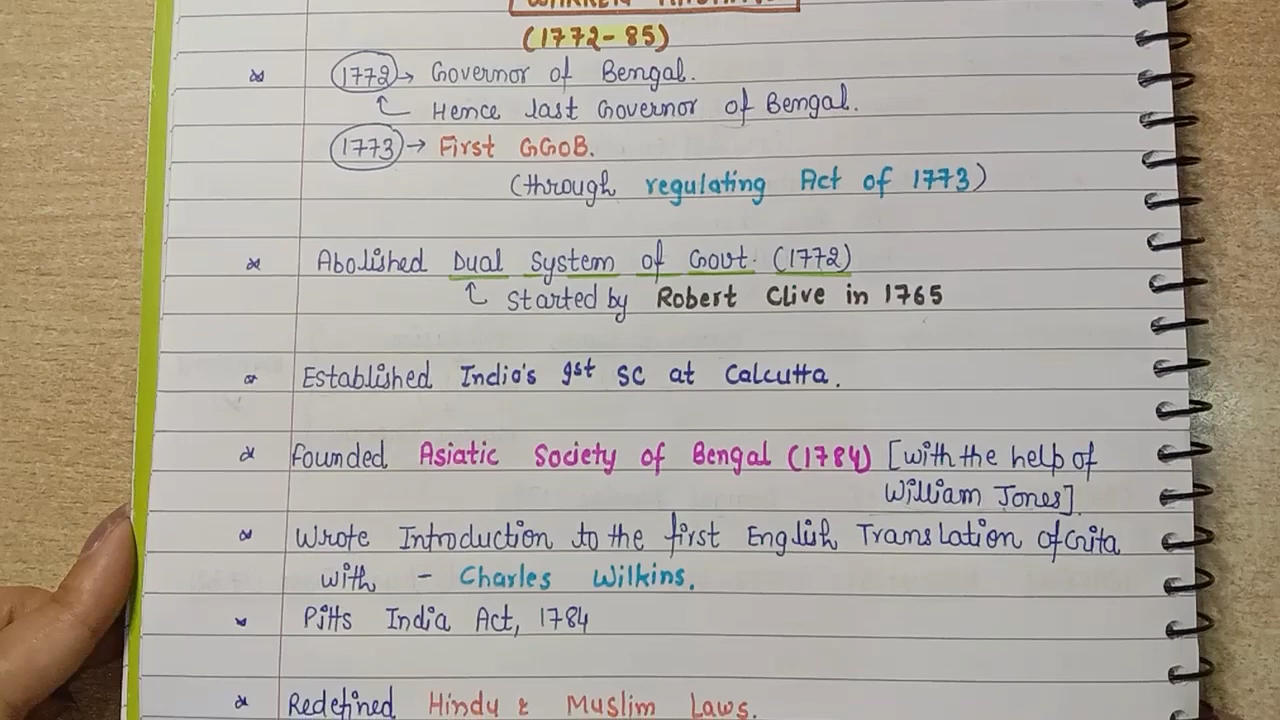 (1772-85)
1772 → Governor of Bengal.
Hence last Governor of Bengal.
1773 → First GGOB.
(through regulating Act of 1773)
Abolished Dual System of Govt. (1772)
Started by Robert Clive in 1765
Established India's Ist SC at Calcutta.
Founded Asiatic Society of Bengal (1784) [with the help of
William Jones].
Wrote Introduction to the first English Translation of Gita
with - Charles Wilkins.
Pitts India Act, 1784
Redefined Hindu & Muslim Laws.